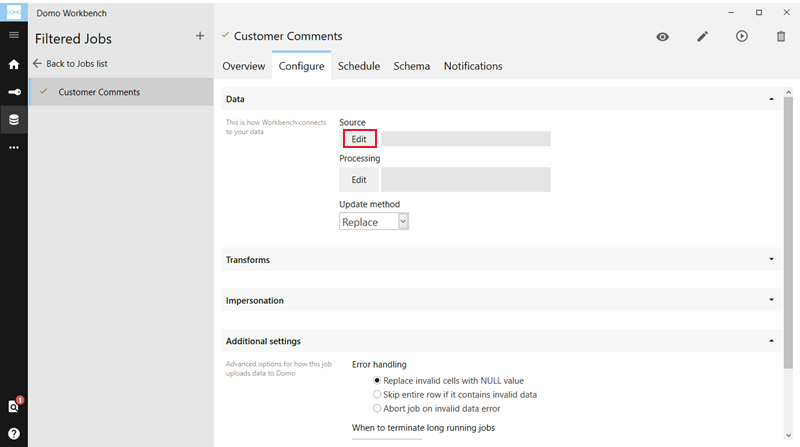 DOMO
Domo Workbench
Filtered Jobs
Back to Jobs list
Customer Comments
1
Customer Comments
Overview
Configure
Schedule
Schema
Notifications
Data
This is how Workbench connects
to your data
Source
Edit
Processing
Edit
Update method
Replace
Transforms
Impersonation
Additional settings
Advanced options for how this job
uploads data to Domo
Error handling
Replace invalid cells with NULL value
Skip entire row if it contains invalid data
Abort job on invalid data error
When to terminate long running jobs